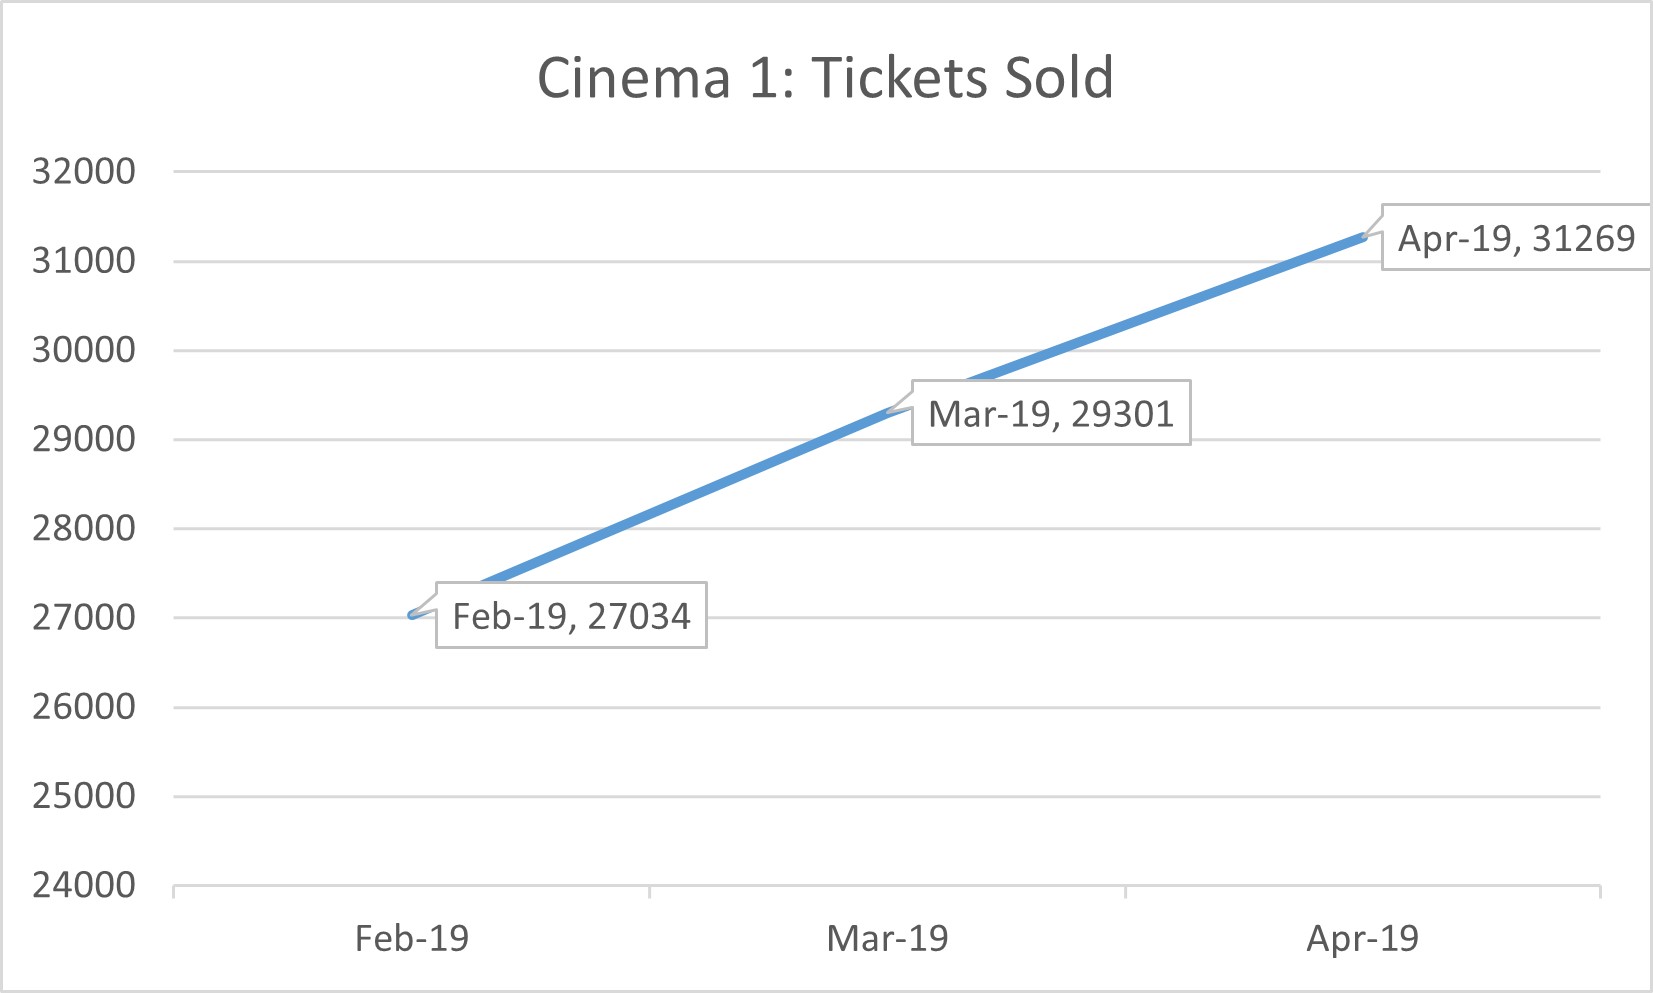 Cinema 1: Tickets Sold
32000
31000
30000
29000
28000
27000
26000
25000
24000
Apr-19, 31269
Mar-19, 29301
Feb-19, 27034
Feb-19
Mar-19
Apr-19